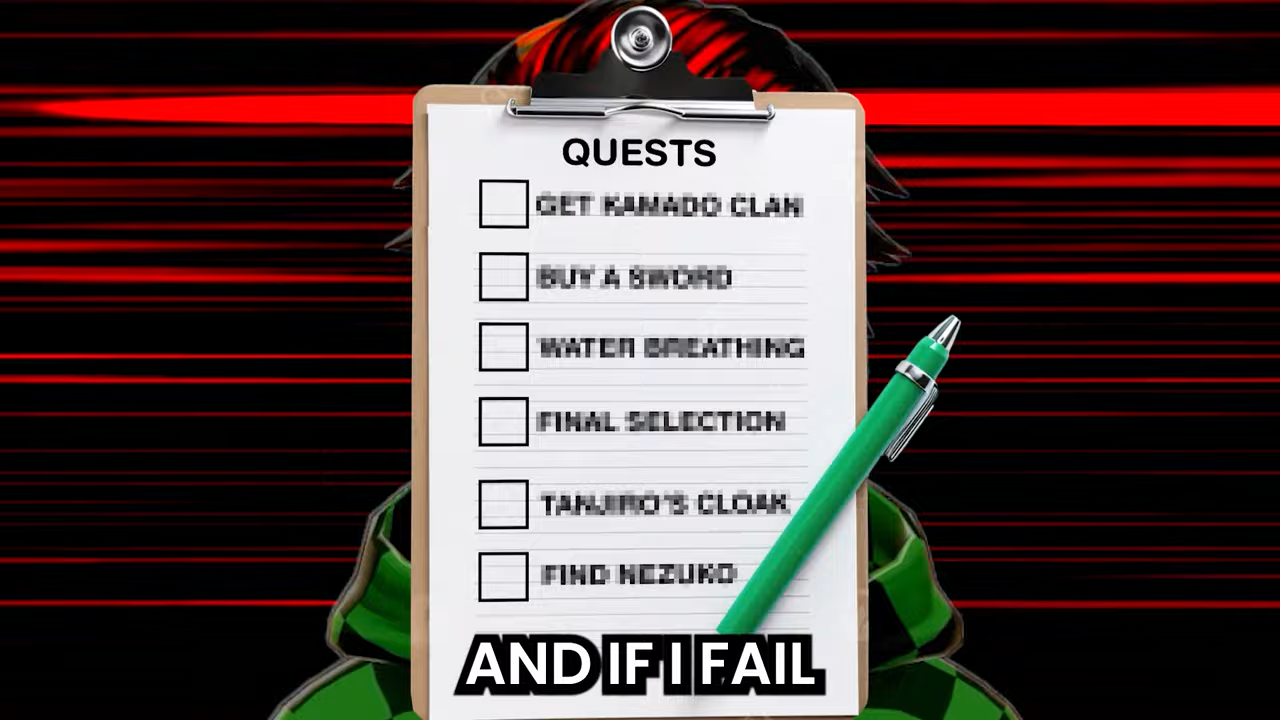 QUESTS
GET KAMADO CLAN
BUY A SWORD
WATER BREATHING
FINAL SELECTION
TANJIRO'S CLOAK
FIND NEZUKO
AND IF I FAIL